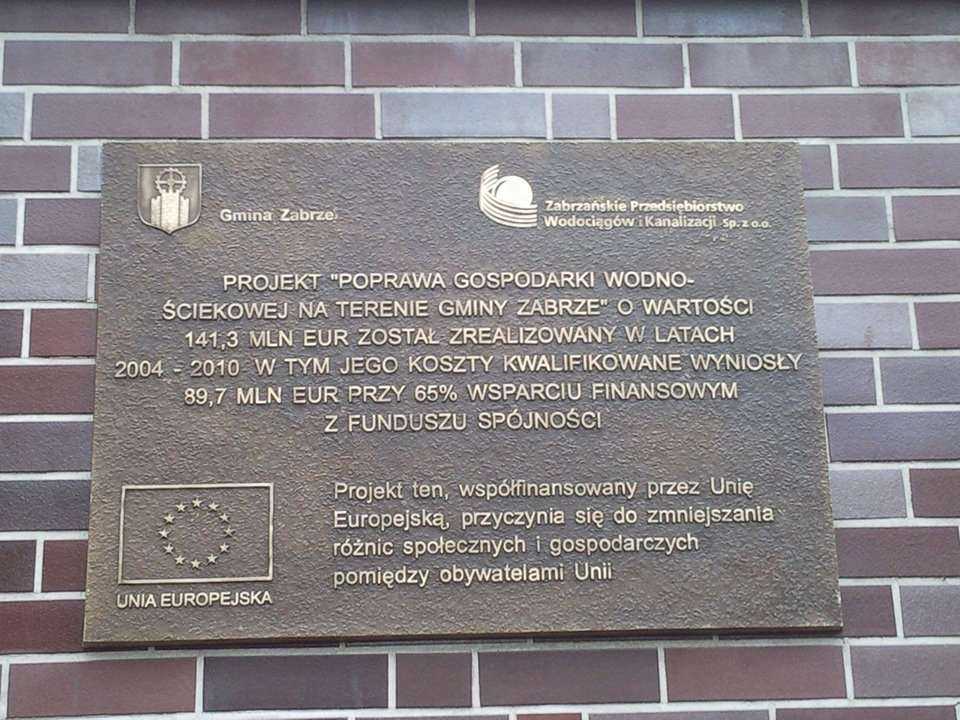 Gmina Zabrze
Zabrzańskie Przedsiębiorstwo
Wodociągów i Kanalizacji Sp. z o.o.
PROJEKT "POPRAWA GOSPODARKI WODNO-
ŚCIEKOWEJ NA TERENIE GMINY ZABRZE" O WARTOŚCI
141,3 MLN EUR ZOSTAŁ ZREALIZOWANY W LATACH
2004 - 2010 W TYM JEGO KOSZTY KWALIFIKOWANE WYNIOSŁY
89,7 MLN EUR PRZY 65% WSPARCIU FINANSOWYM
Z FUNDUSZU SPÓJNOŚCI
Projekt ten, współfinansowany przez Unię
Europejską, przyczynia się do zmniejszania
różnic społecznych i gospodarczych
pomiędzy obywatelami Unii
UNIA EUROPEJSKA